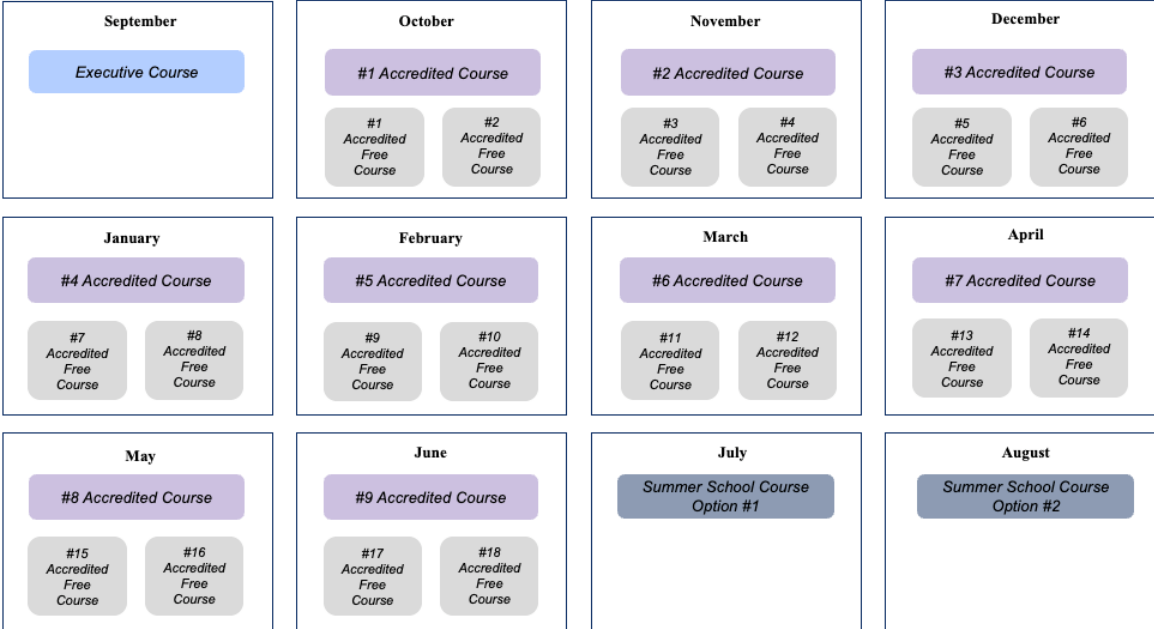 September
Executive Course
October
#1 Accredited Course
#1
Accredited
Free
Course
#2
Accredited
Free
Course
November
#2 Accredited Course
#3
Accredited
Free
Course
#4
Accredited
Free
Course
December
#3 Accredited Course
#5
Accredited
Free
Course
#6
Accredited
Free
Course
January
#4 Accredited Course
#7
Accredited
Free
Course
#8
Accredited
Free
Course
February
#5 Accredited Course
#9
Accredited
Free
Course
#10
Accredited
Free
Course
March
#6 Accredited Course
#11
Accredited
Free
Course
#12
Accredited
Free
Course
April
#7 Accredited Course
#13
Accredited
Free
Course
#14
Accredited
Free
Course
May
#8 Accredited Course
#15
Accredited
Free
Course
#16
Accredited
Free
Course
June
#9 Accredited Course
#17
Accredited
Free
Course
#18
Accredited
Free
Course
July
Summer School Course
Option #1
August
Summer School Course
Option #2